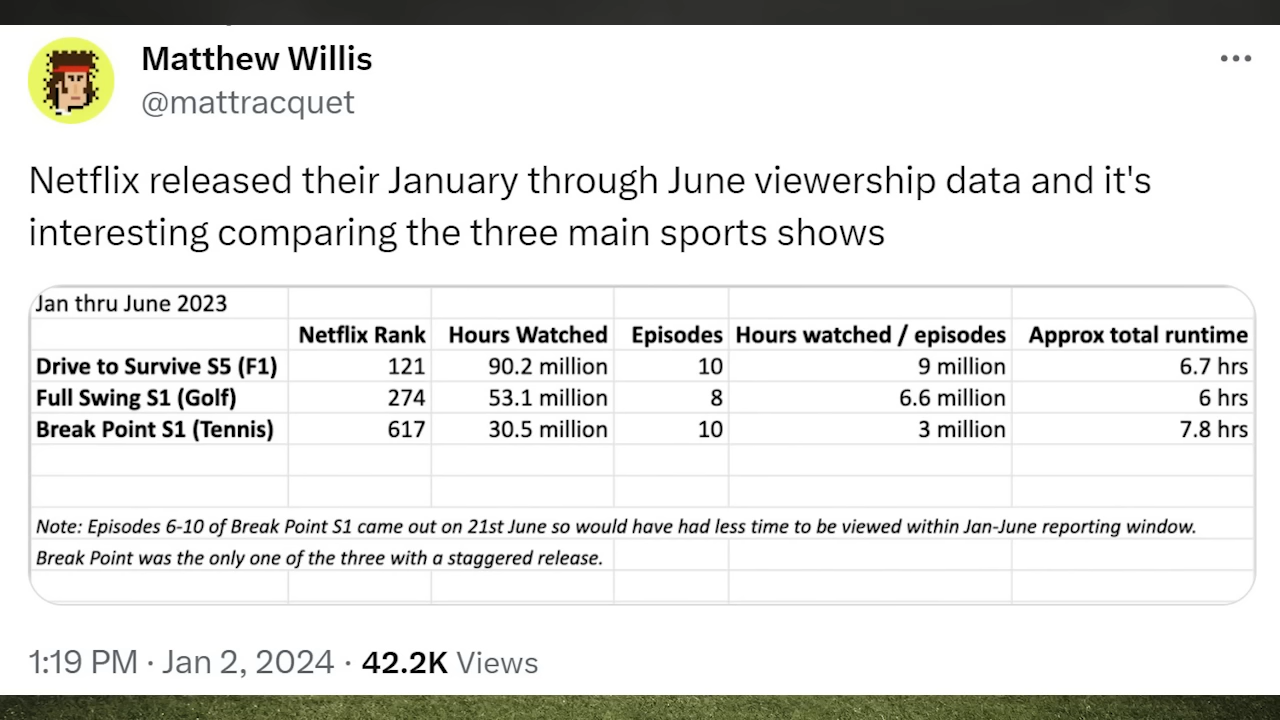 Matthew Willis
@mattracquet
Netflix released their January through June viewership data and it's
interesting comparing the three main sports shows
Jan thru June 2023
Netflix Rank Hours Watched Episodes Hours watched / episodes Approx total runtime
Drive to Survive S5 (F1) 121 90.2 million 10 9 million 6.7 hrs
Full Swing S1 (Golf) 274 53.1 million 8 6.6 million 6 hrs
Break Point S1 (Tennis) 617 30.5 million 10 3 million 7.8 hrs
Note: Episodes 6-10 of Break Point S1 came out on 21st June so would have had less time to be viewed within Jan-June reporting window.
Break Point was the only one of the three with a staggered release.
1:19 PM · Jan 2, 2024 · 42.2K Views